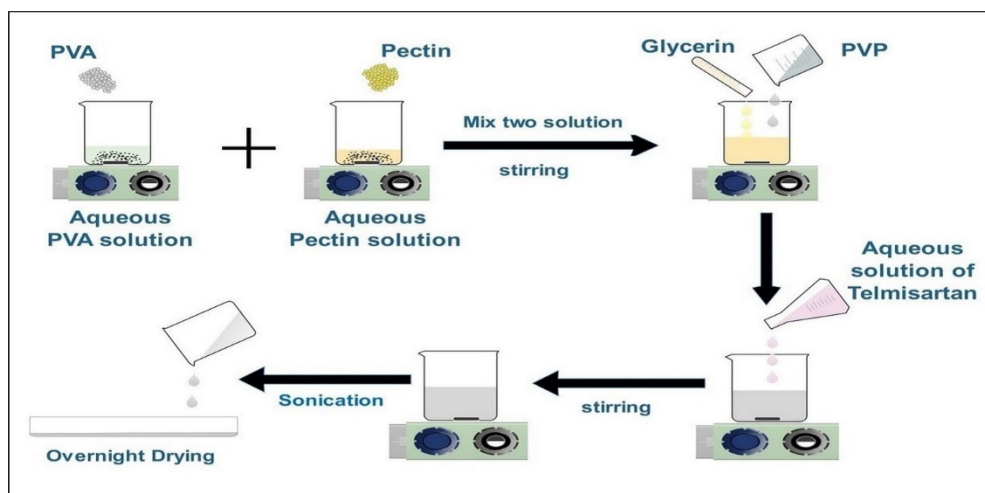 PVA
Pectin
Glycerin
PVP
Mix two solution
stirring
Aqueous
PVA solution
Aqueous
Pectin solution
Aqueous
solution of
Telmisartan
stirring
Sonication
Overnight Drying